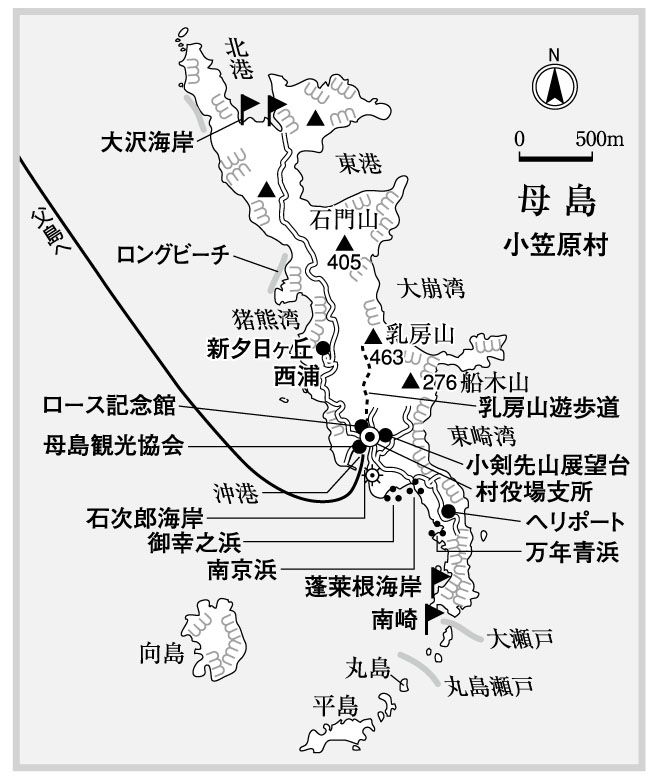 北港
N
0 500m
大沢海岸
東港
母島
小笠原村
父島へ
石門山
405
ロングビーチ
大崩湾
猪熊湾
乳房山
463
新夕日ヶ丘
西浦
276 船木山
ロース記念館
乳房山遊歩道
母島観光協会
東崎湾
小剣先山展望台
沖港
村役場支所
石次郎海岸
ヘリポート
御幸之浜
万年青浜
南京浜
蓬莱根海岸
南崎
大瀬戸
向島
丸島
丸島瀬戸
平島